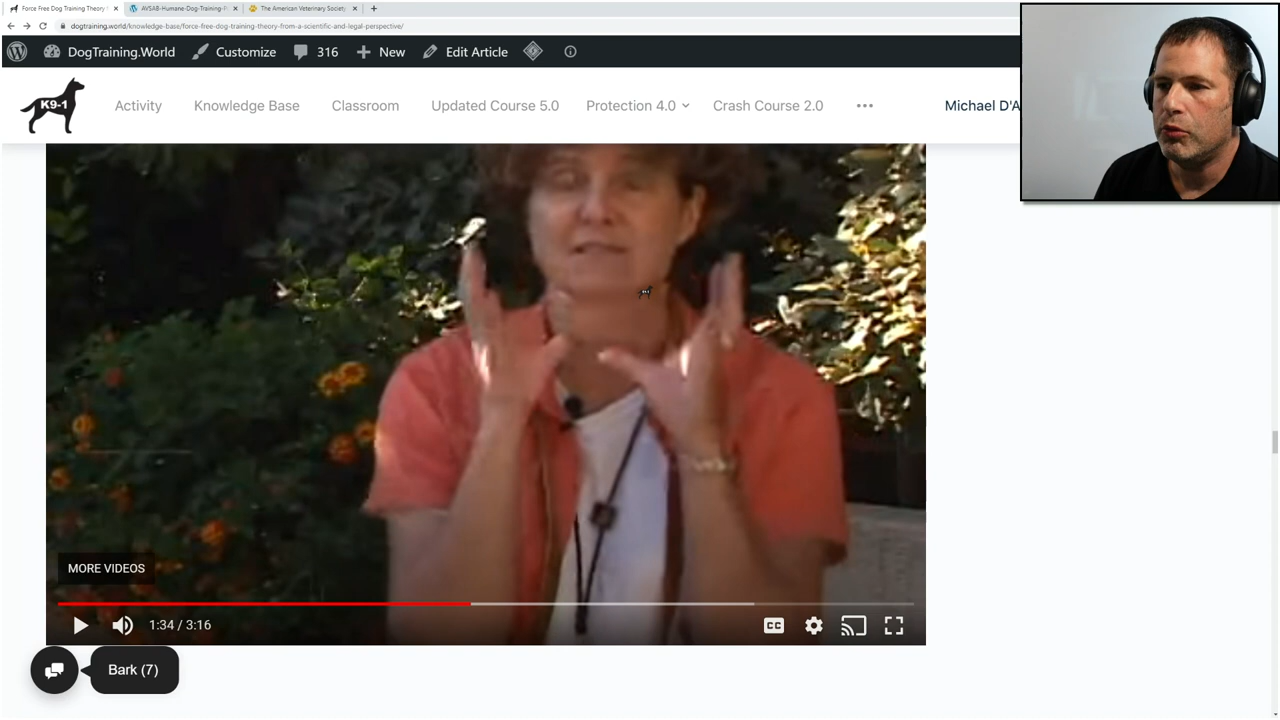 Force Free Dog Training Theory
AVSAB-Humane-Dog-Training-P
The American Veterinary Society
dogtraining.world/knowledge-base/force-free-dog-training-theory-from-a-scientific-and-legal-perspective/
DogTraining.World Customize 316 New Edit Article
K9-1
Activity Knowledge Base Classroom Updated Course 5.0 Protection 4.0 Crash Course 2.0 Michael D'A
MORE VIDEOS
1:34 / 3:16 CC
Bark (7)